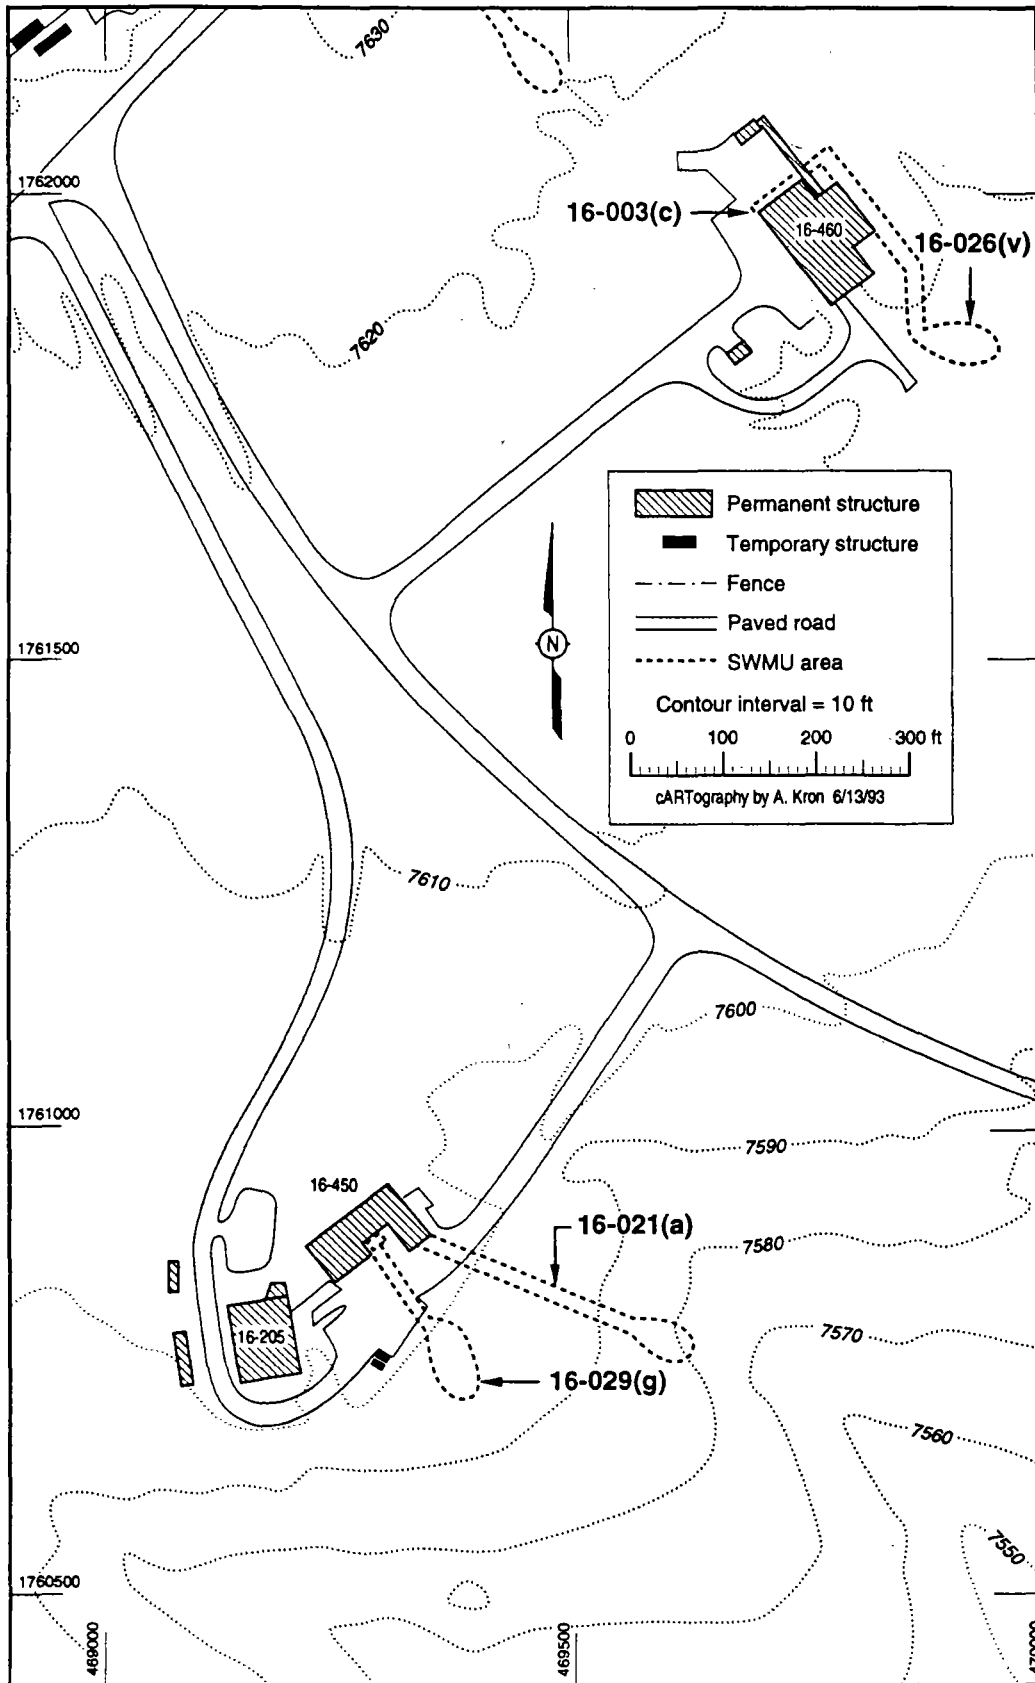 7630
1762000
16-003(c)
16-460
16-026(v)
7620
Permanent structure
Temporary structure
Fence
Paved road
SWMU area
Contour interval = 10 ft
0 100 200 300 ft
cARTography by A. Kron 6/13/93
N
1761500
7610
7600
1761000
7590
16-450
16-021(a)
7580
7570
16-205
16-029(g)
7560
7550
1760500
469000
469500